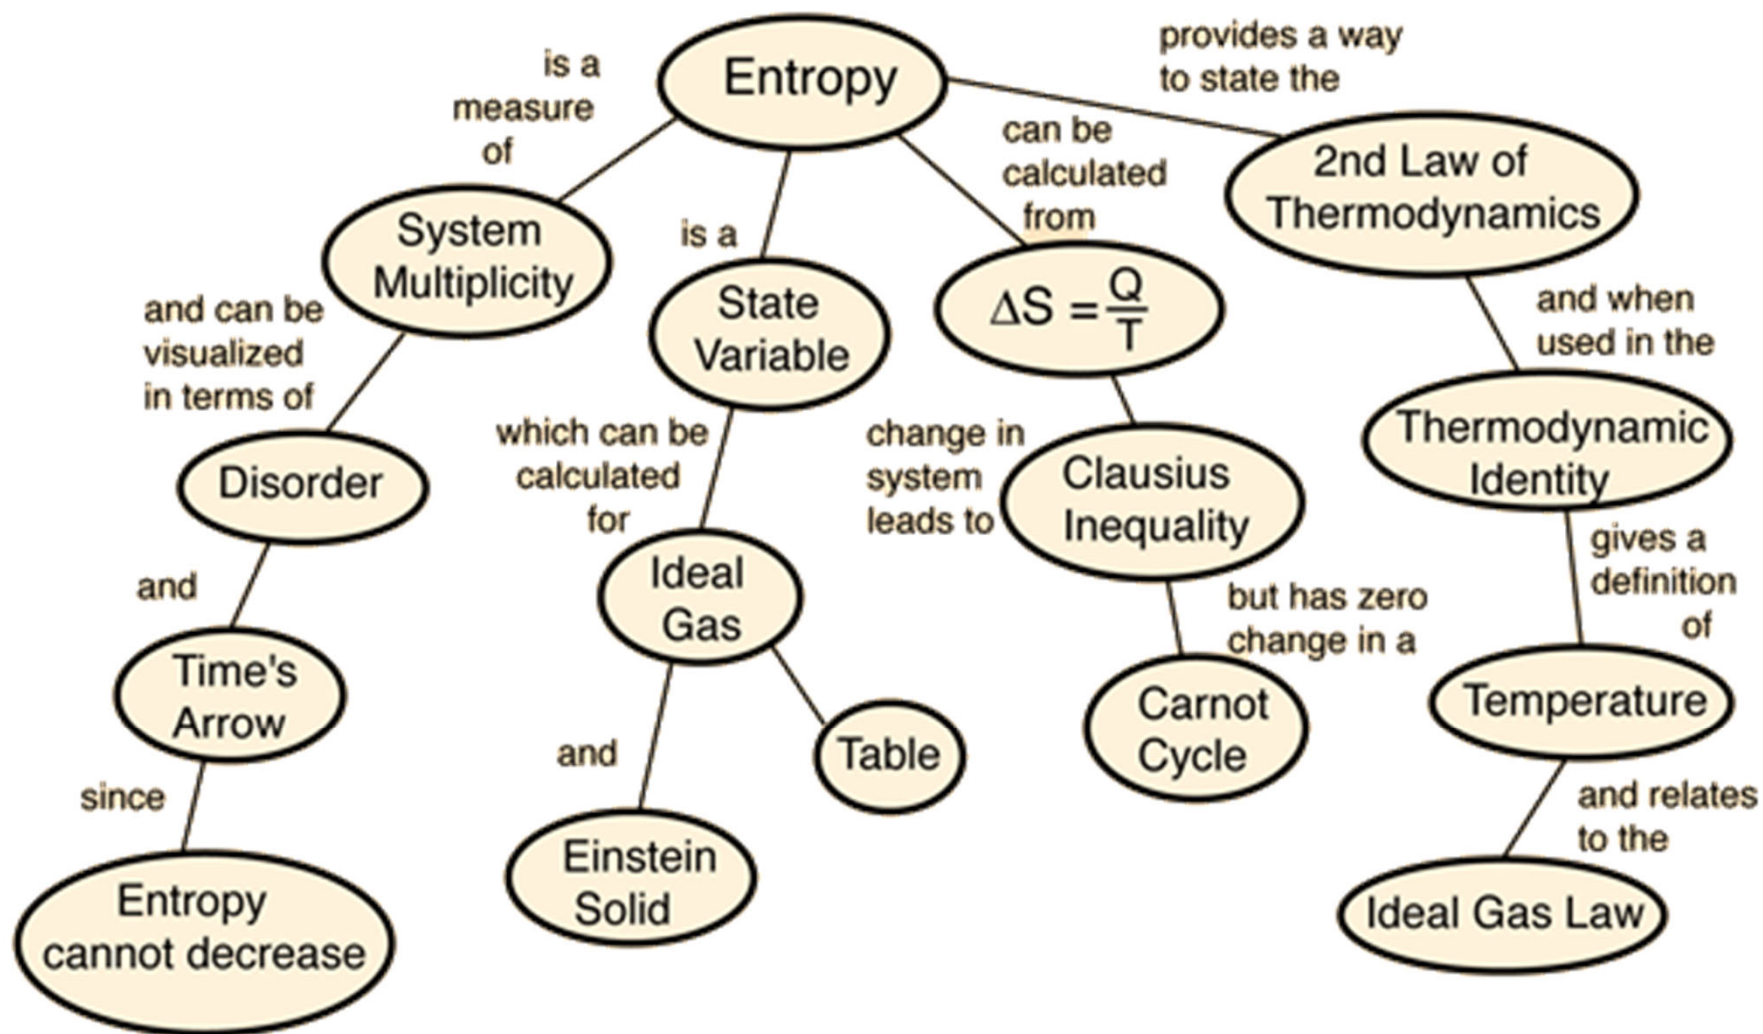 Entropy
is a
measure
of
System
Multiplicity
and can be
visualized
in terms of
Disorder
and
Time's
Arrow
since
Entropy
cannot decrease
is a
State
Variable
which can be
calculated
for
Ideal
Gas
and
Einstein
Solid
Table
can be
calculated
from
ΔS = Q/T
change in
system
leads to
Clausius
Inequality
but has zero
change in a
Carnot
Cycle
provides a way
to state the
2nd Law of
Thermodynamics
and when
used in the
Thermodynamic
Identity
gives a
definition
of
Temperature
and relates
to the
Ideal Gas Law